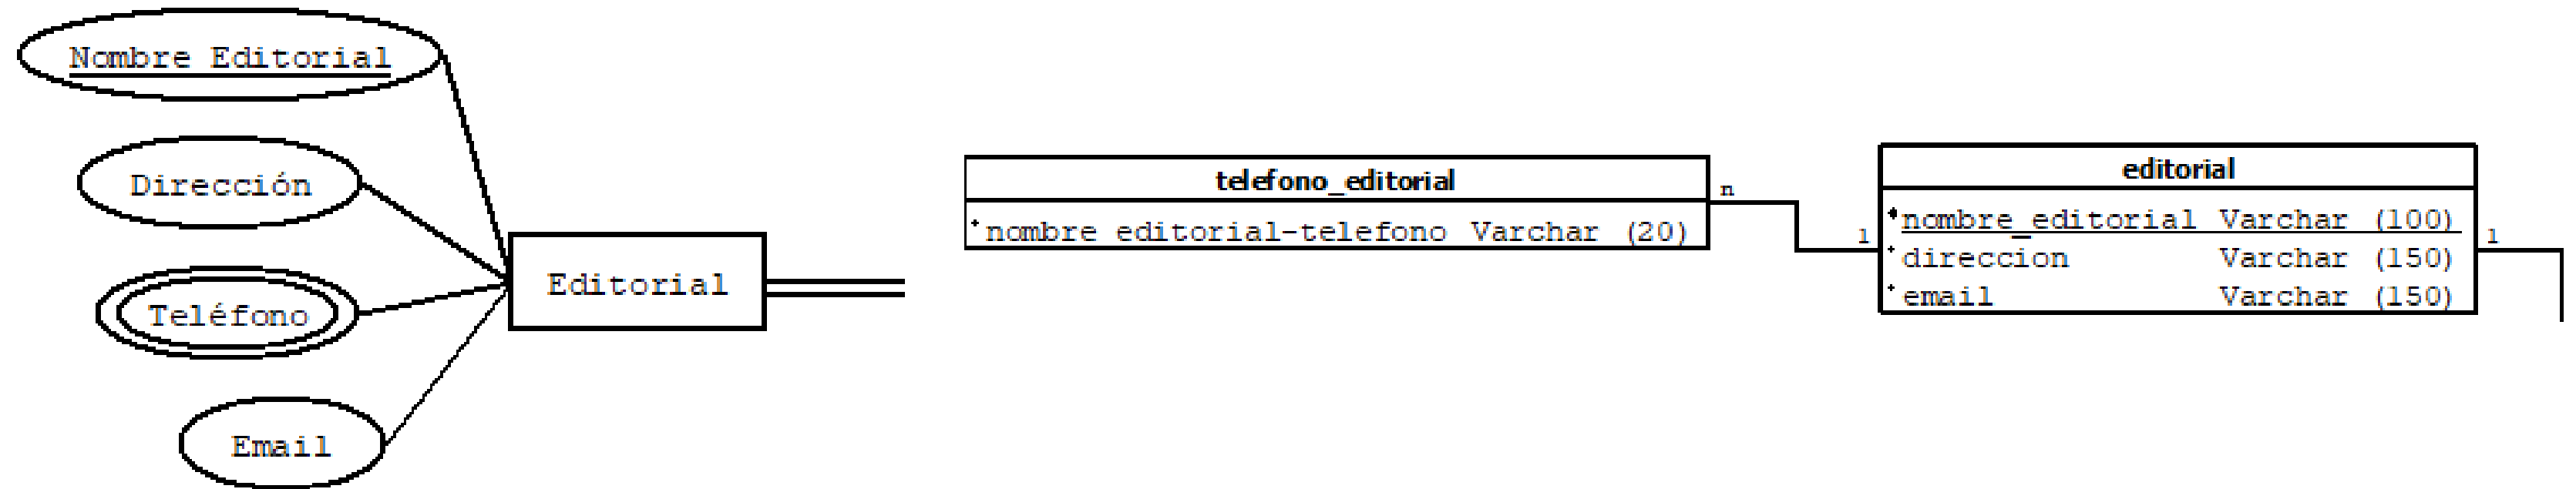 Nombre Editorial
Dirección
Teléfono
Email
Editorial
telefono_editorial
*nombre editorial-telefono Varchar (20)
n
1
editorial
*nombre_editorial Varchar (100)
*direccion Varchar (150)
*email Varchar (150)
1